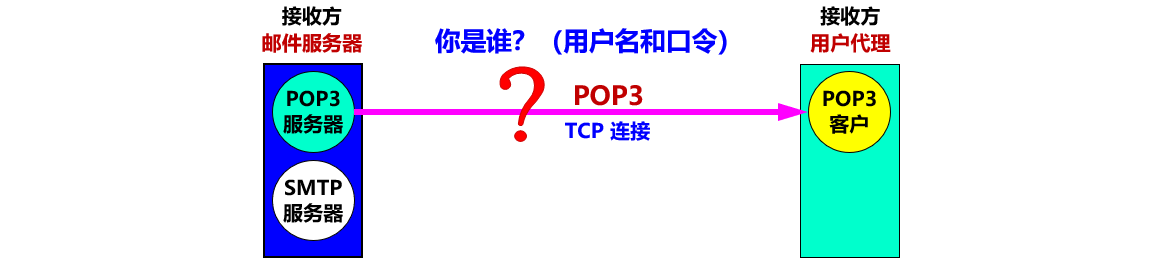 接收方
邮件服务器
你是谁？（用户名和口令）
接收方
用户代理
POP3
服务器
？
POP3
TCP 连接
POP3
客户
SMTP
服务器